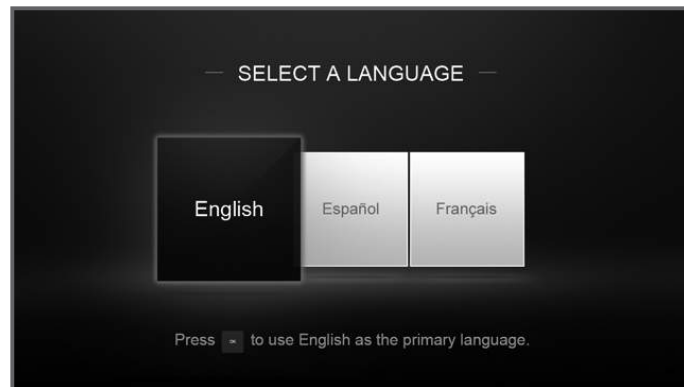 SELECT A LANGUAGE
English
Español
Français
Press to use English as the primary language.